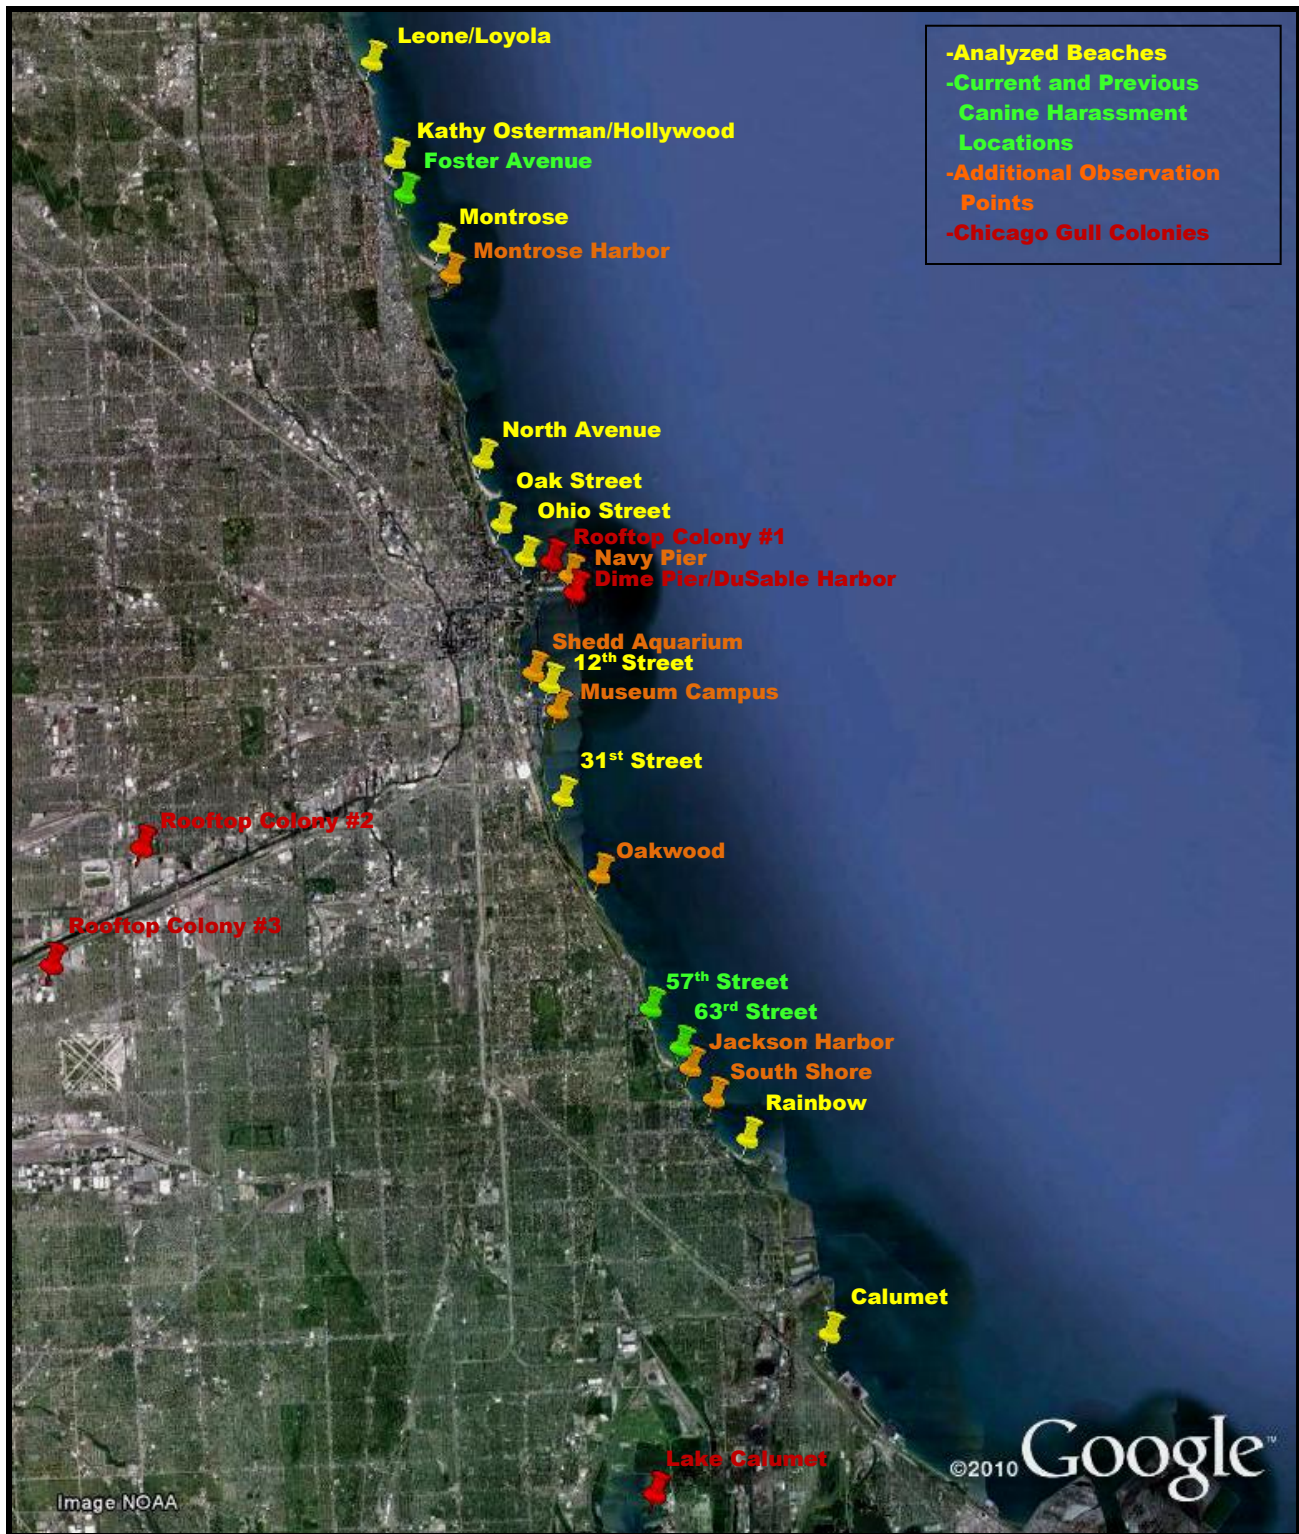 Leone/Loyola
-Analyzed Beaches
-Current and Previous
Canine Harassment
Locations
-Additional Observation
Points
-Chicago Gull Colonies
Kathy Osterman/Hollywood
Foster Avenue
Montrose
Montrose Harbor
North Avenue
Oak Street
Ohio Street
Rooftop Colony #1
Navy Pier
Dime Pier/DuSable Harbor
Shedd Aquarium
12th Street
Museum Campus
31st Street
Rooftop Colony #2
Oakwood
Rooftop Colony #3
57th Street
63rd Street
Jackson Harbor
South Shore
Rainbow
Calumet
Lake Calumet
©2010 Google™
Image NOAA